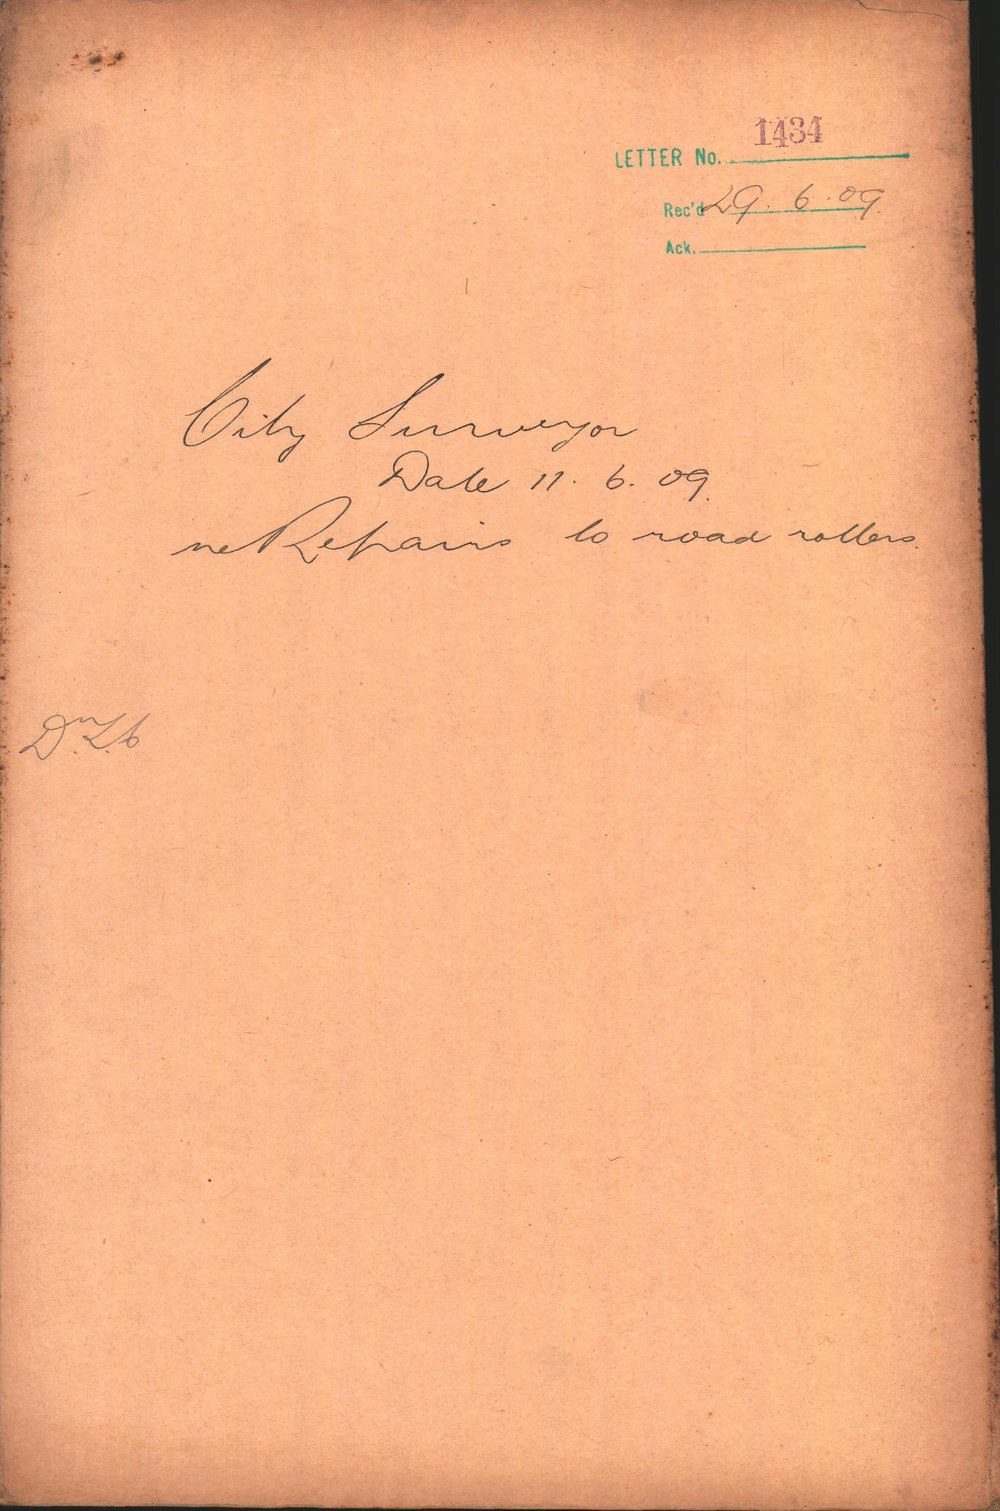 LETTER No. 1434
Rec'd 29. 6. 09.
Ack.
City Surveyor
Date 11. 6. 09.
re Repairs to road rollers.